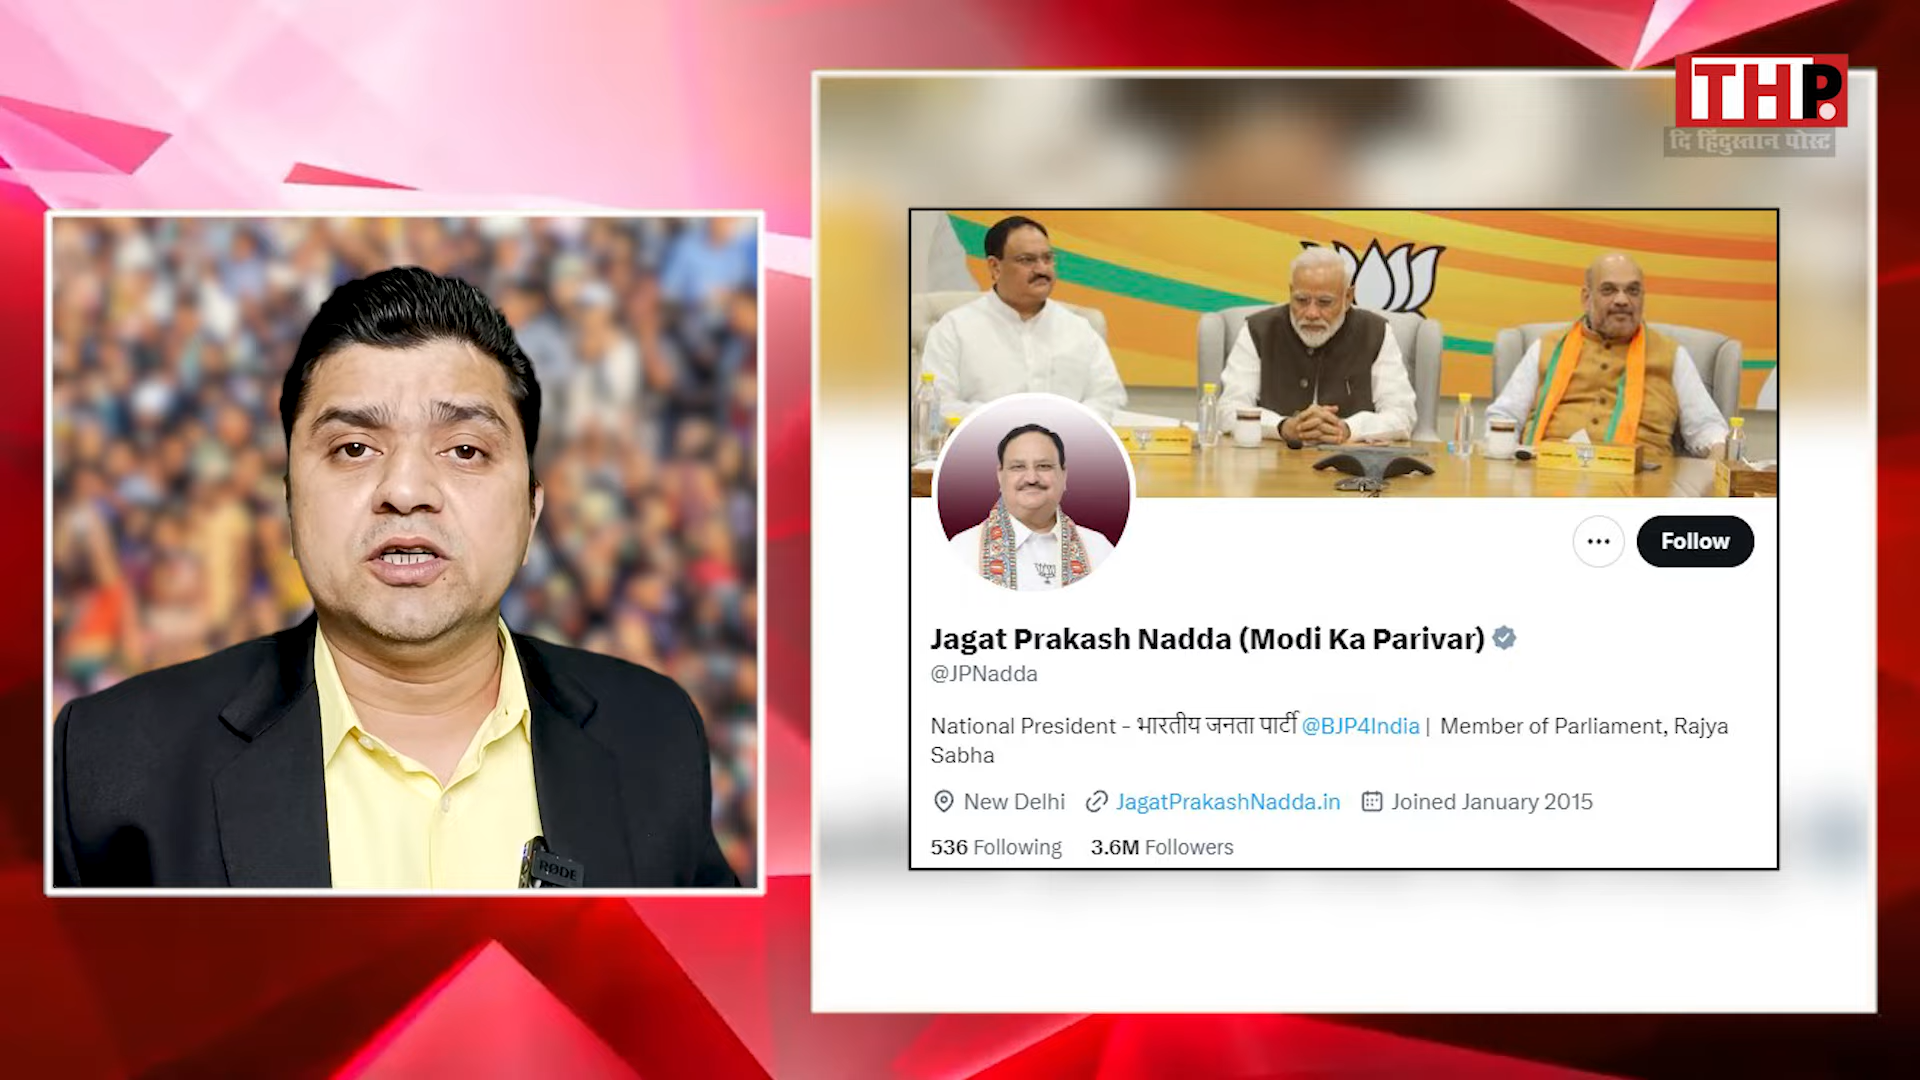 THP.
दि हिंदुस्तान पोस्ट
Follow
Jagat Prakash Nadda (Modi Ka Parivar)
@JPNadda
National President - भारतीय जनता पार्टी @BJP4India | Member of Parliament, Rajya
Sabha
New Delhi JagatPrakashNadda.in Joined January 2015
536 Following 3.6M Followers
RØDE